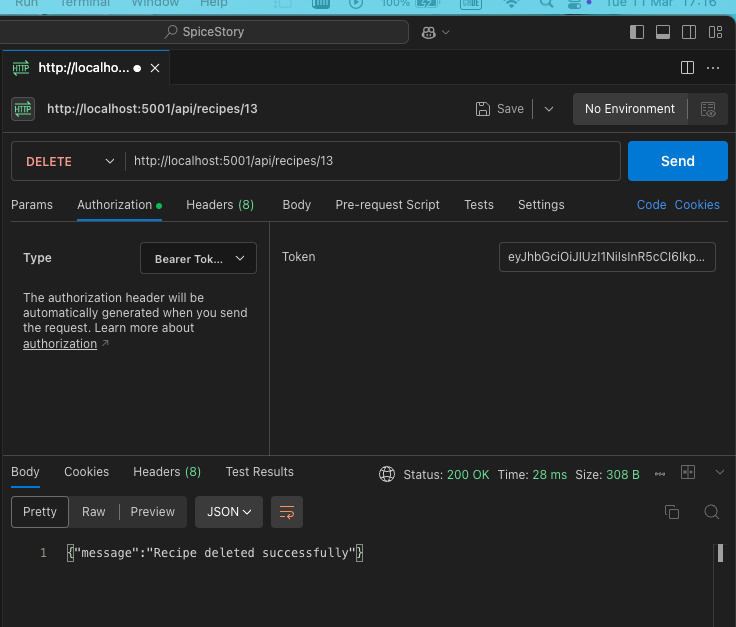 Run Terminal Window Help 100% Tue 11 Mar 17:16
SpiceStory
HTTP http://localho...
HTTP http://localhost:5001/api/recipes/13 Save No Environment
DELETE http://localhost:5001/api/recipes/13 Send
Params Authorization Headers (8) Body Pre-request Script Tests Settings Code Cookies
Type Bearer Tok... Token eyJhbGciOiJIUzI1NiIsInR5cCI6Ikp...
The authorization header will be
automatically generated when you send
the request. Learn more about
authorization
Body Cookies Headers (8) Test Results Status: 200 OK Time: 28 ms Size: 308 B
Pretty Raw Preview JSON
1 {"message":"Recipe deleted successfully"}